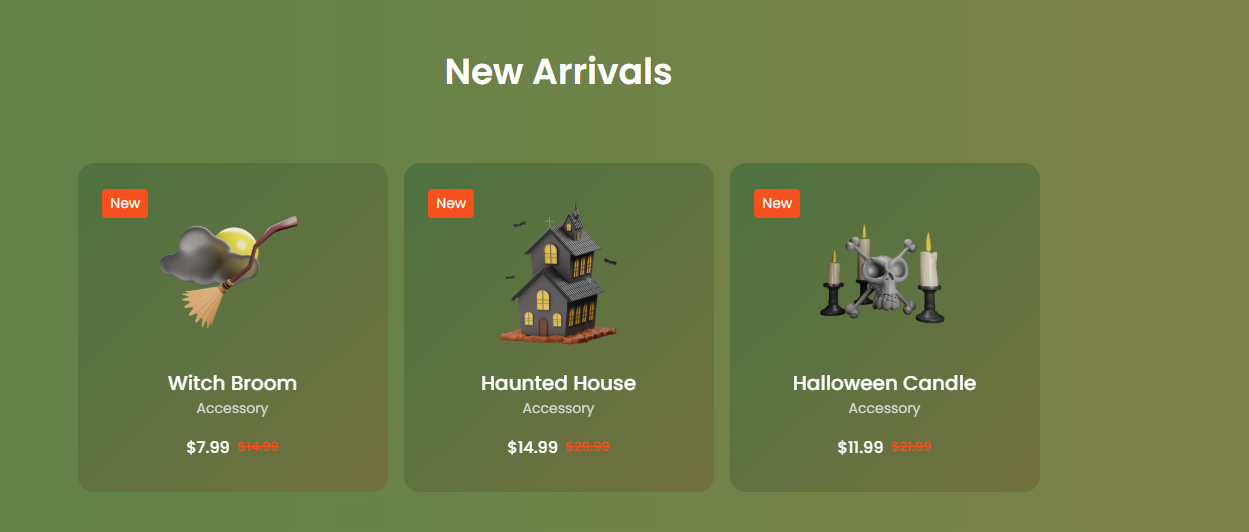 New Arrivals
New
New
New
Witch Broom
Accessory
$7.99 $14.99
Haunted House
Accessory
$14.99 $29.99
Halloween Candle
Accessory
$11.99 $21.99